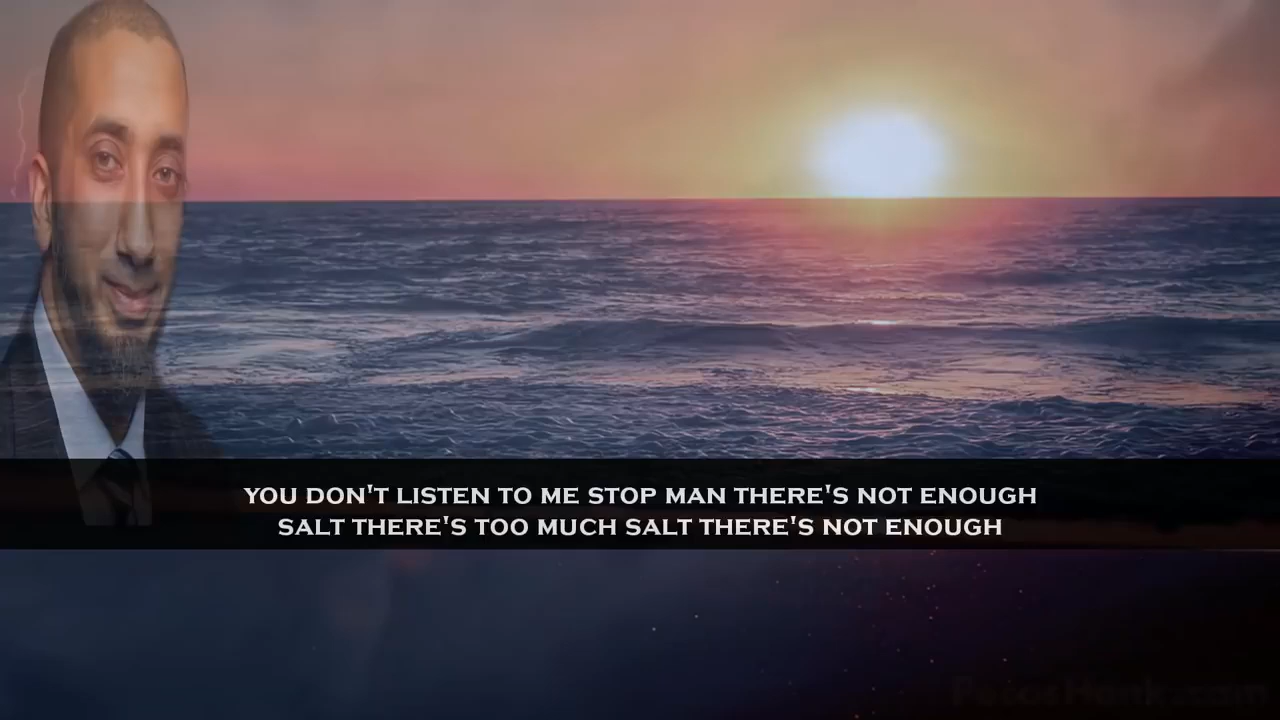 YOU DON'T LISTEN TO ME STOP MAN THERE'S NOT ENOUGH
SALT THERE'S TOO MUCH SALT THERE'S NOT ENOUGH